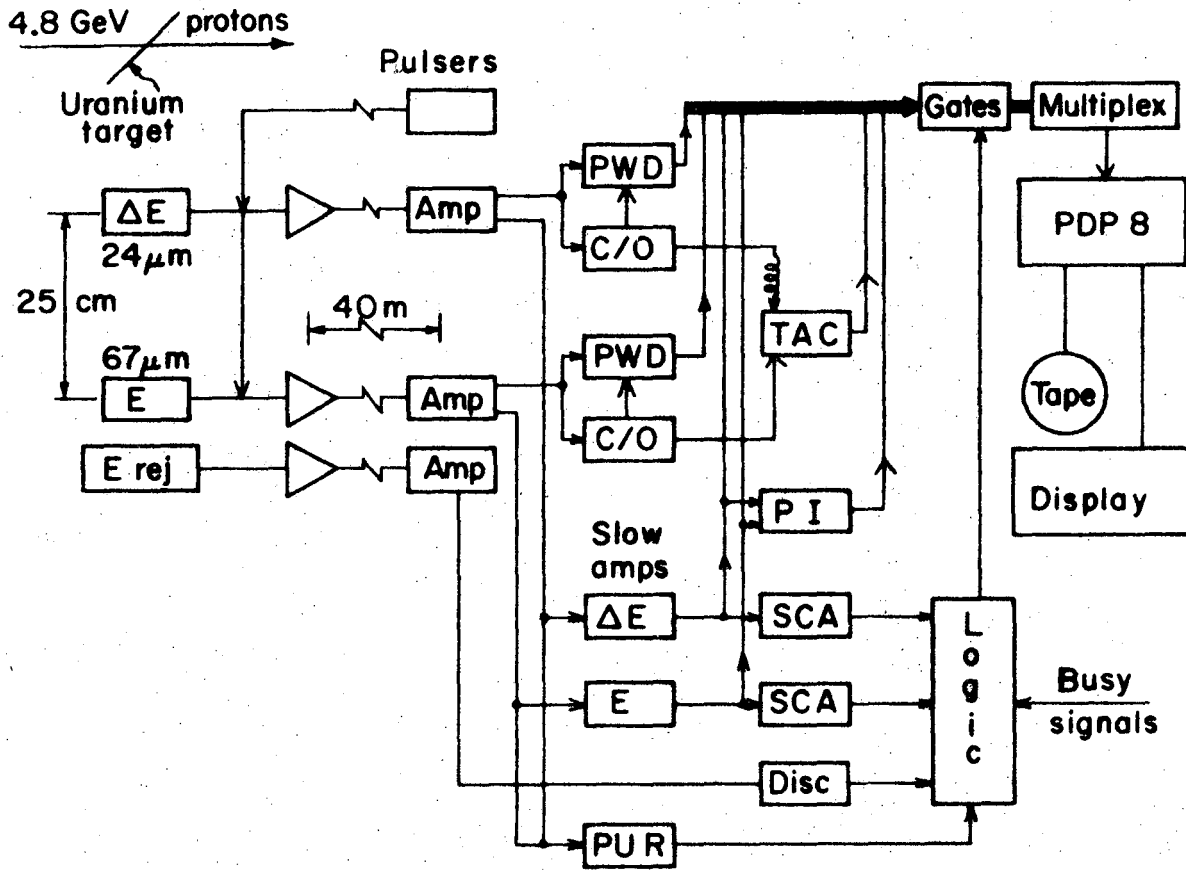 4.8 GeV protons
Uranium
target
Pulsers
Gates
Multiplex
PWD
ΔE
Amp
PDP 8
24μm
C/O
25 cm
40m
TAC
67μm
PWD
E
Amp
Tape
C/O
E rej
Amp
Display
PI
Slow
amps
ΔE
SCA
Logic
E
SCA
Busy
signals
Disc
PUR